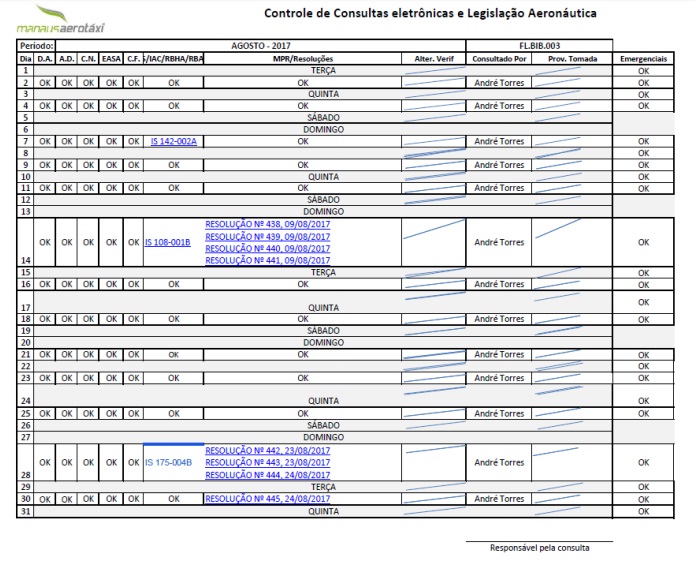 manausaerotáxi
Controle de Consultas eletrônicas e Legislação Aeronáutica
Periodo: AGOSTO - 2017 FL.BIB.003
Dia D.A. A.D. C.N. EASA C.F. S/IAC/RBHA/RBA MPR/Resoluções Alter. Verif Consultado Por Prov. Tomada Emergenciais
1 TERÇA OK
2 OK OK OK OK OK OK OK André Torres OK
3 QUINTA OK
4 OK OK OK OK OK OK OK André Torres OK
5 SÁBADO
6 DOMINGO
7 OK OK OK OK OK IS 142-002A OK André Torres OK
8 OK
9 OK OK OK OK OK OK OK André Torres OK
10 QUINTA OK
11 OK OK OK OK OK OK OK André Torres OK
12 SÁBADO
13 DOMINGO
RESOLUÇÃO Nº 438, 09/08/2017
RESOLUÇÃO Nº 439, 09/08/2017
14 OK OK OK OK OK IS 108-001B André Torres OK
RESOLUÇÃO Nº 440, 09/08/2017
RESOLUÇÃO Nº 441, 09/08/2017
15 TERÇA OK
16 OK OK OK OK OK OK OK André Torres OK
17 QUINTA OK
18 OK OK OK OK OK OK OK André Torres OK
19 SÁBADO
20 DOMINGO
21 OK OK OK OK OK OK OK André Torres OK
22 OK
23 OK OK OK OK OK OK OK André Torres OK
24 QUINTA OK
25 OK OK OK OK OK OK OK André Torres OK
26 SÁBADO
27 DOMINGO
RESOLUÇÃO Nº 442, 23/08/2017
28 OK OK OK OK OK IS 175-004B RESOLUÇÃO Nº 443, 23/08/2017 André Torres OK
RESOLUÇÃO Nº 444, 24/08/2017
29 TERÇA OK
30 OK OK OK OK OK OK RESOLUÇÃO Nº 445, 24/08/2017 André Torres OK
31 QUINTA OK
Responsável pela consulta